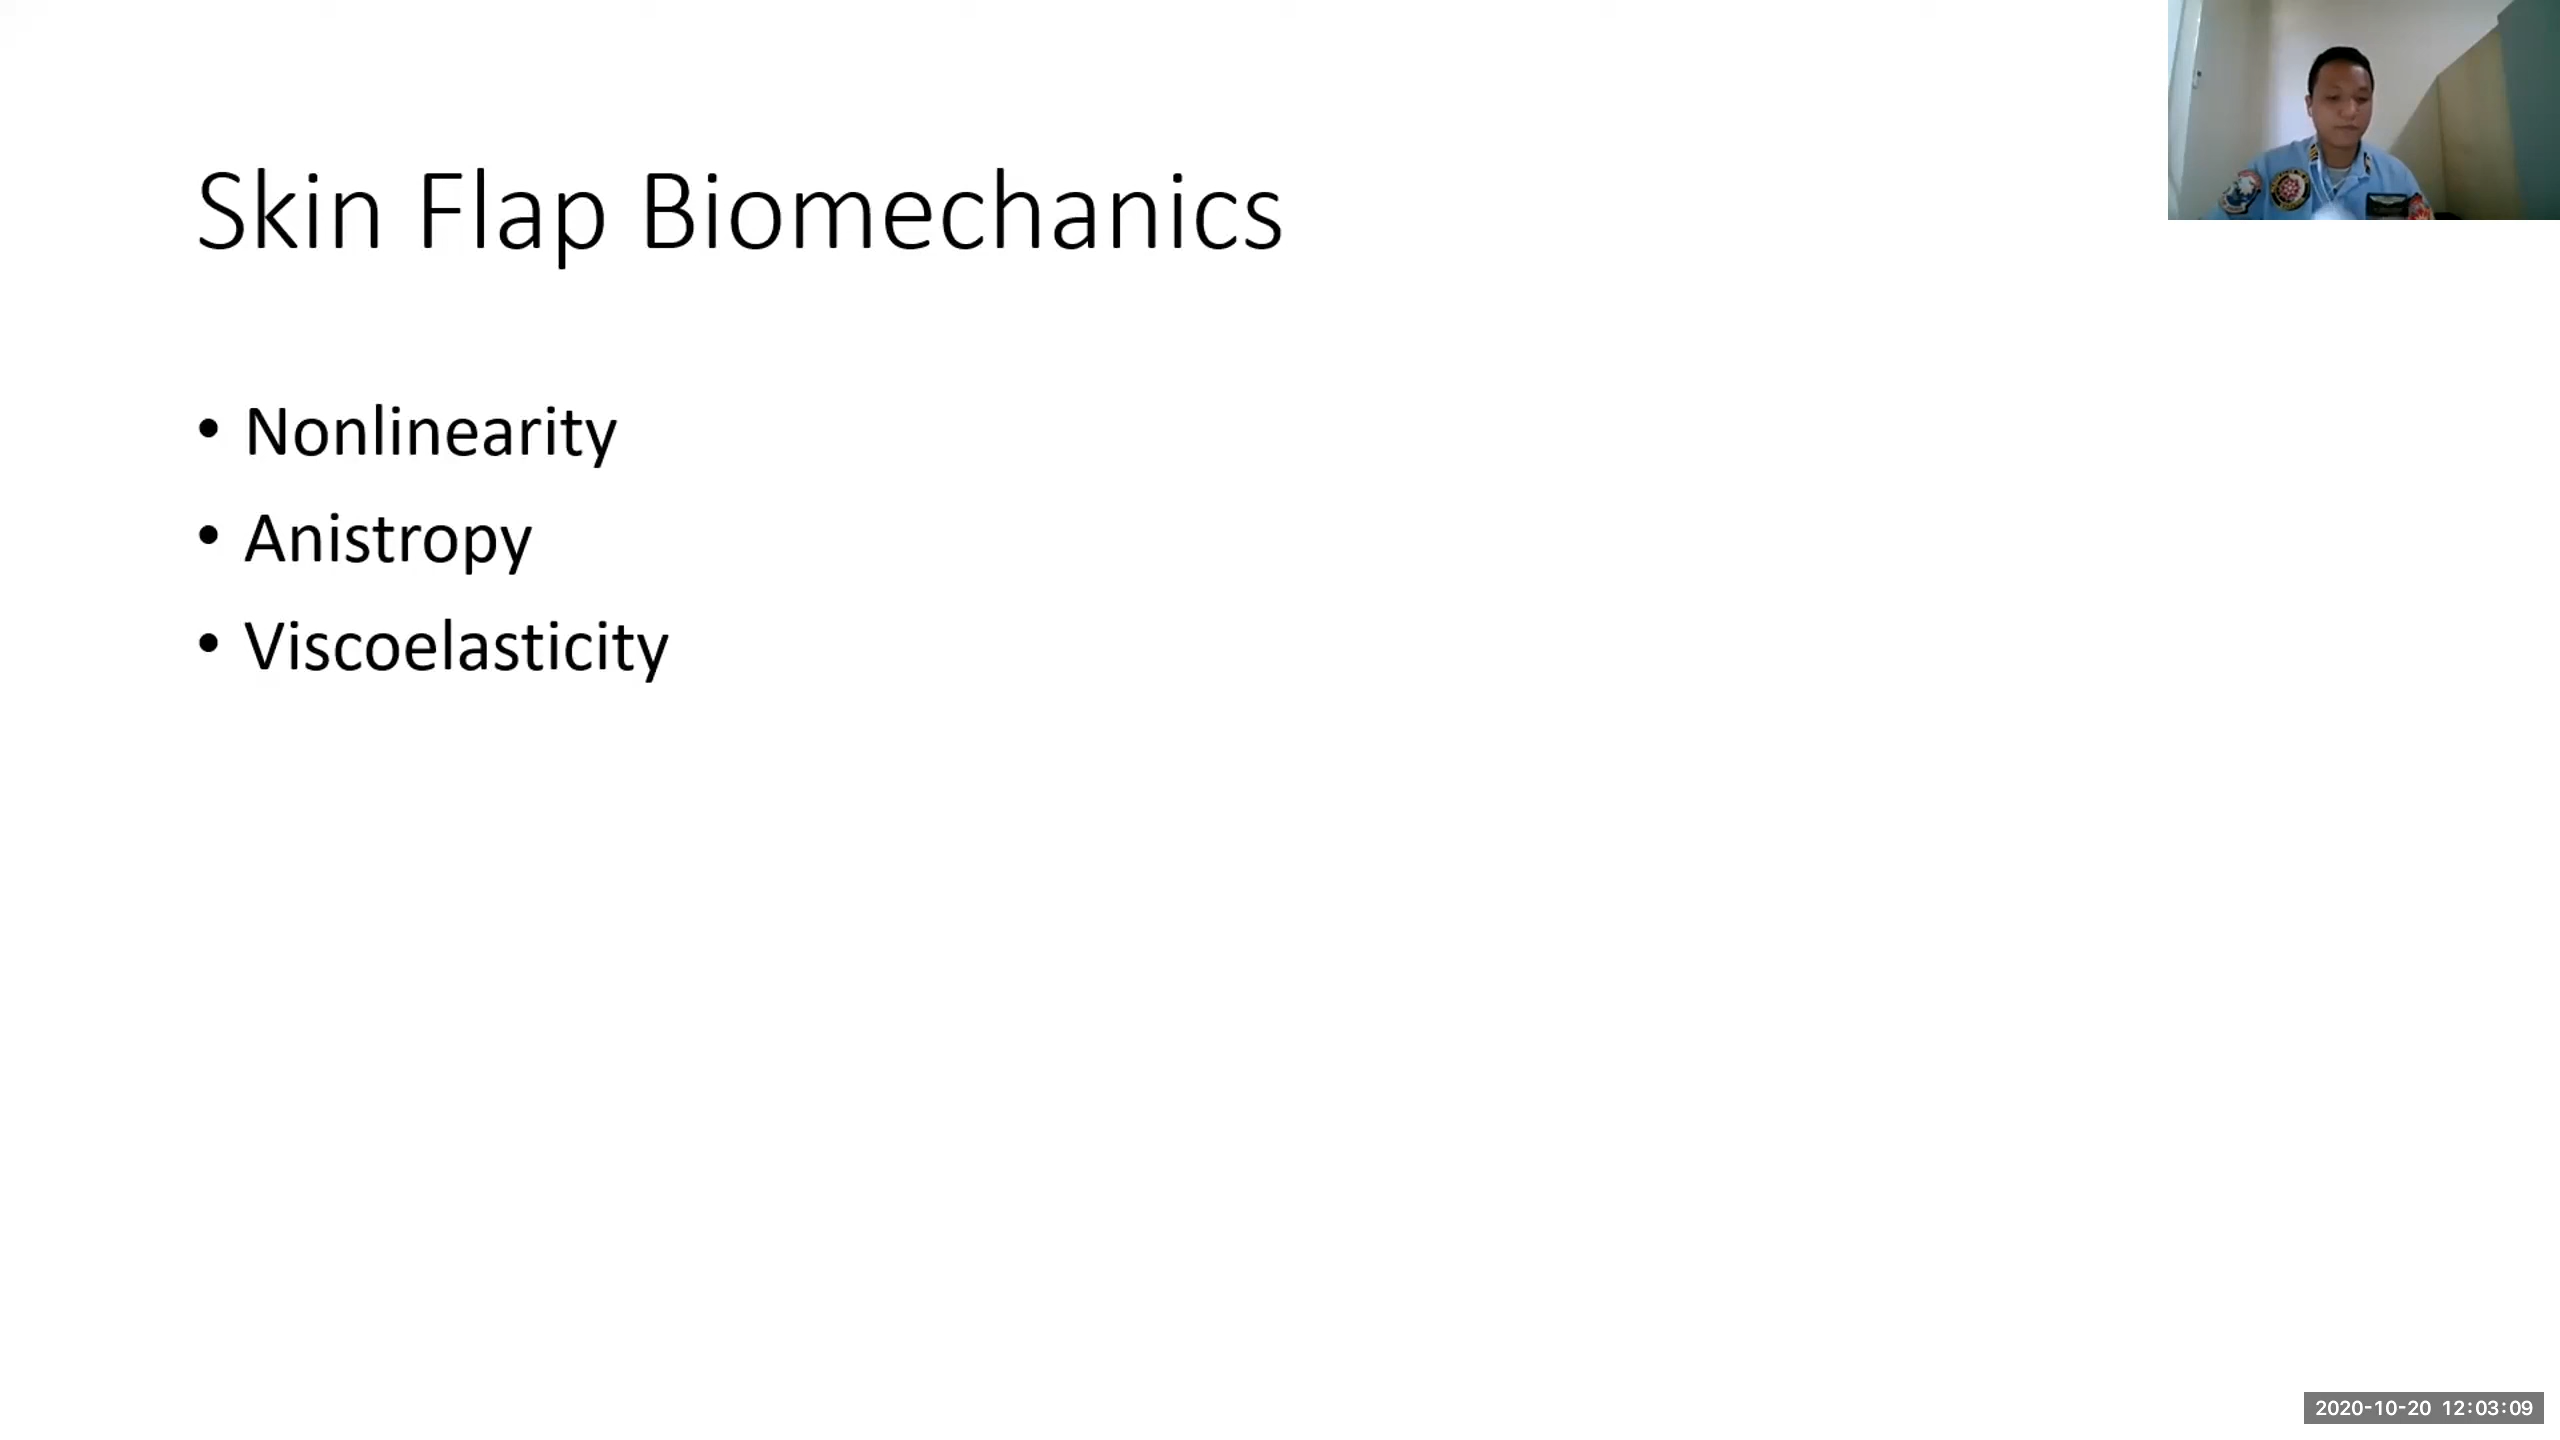 Skin Flap Biomechanics
• Nonlinearity
• Anistropy
• Viscoelasticity
2020-10-20 12:03:09